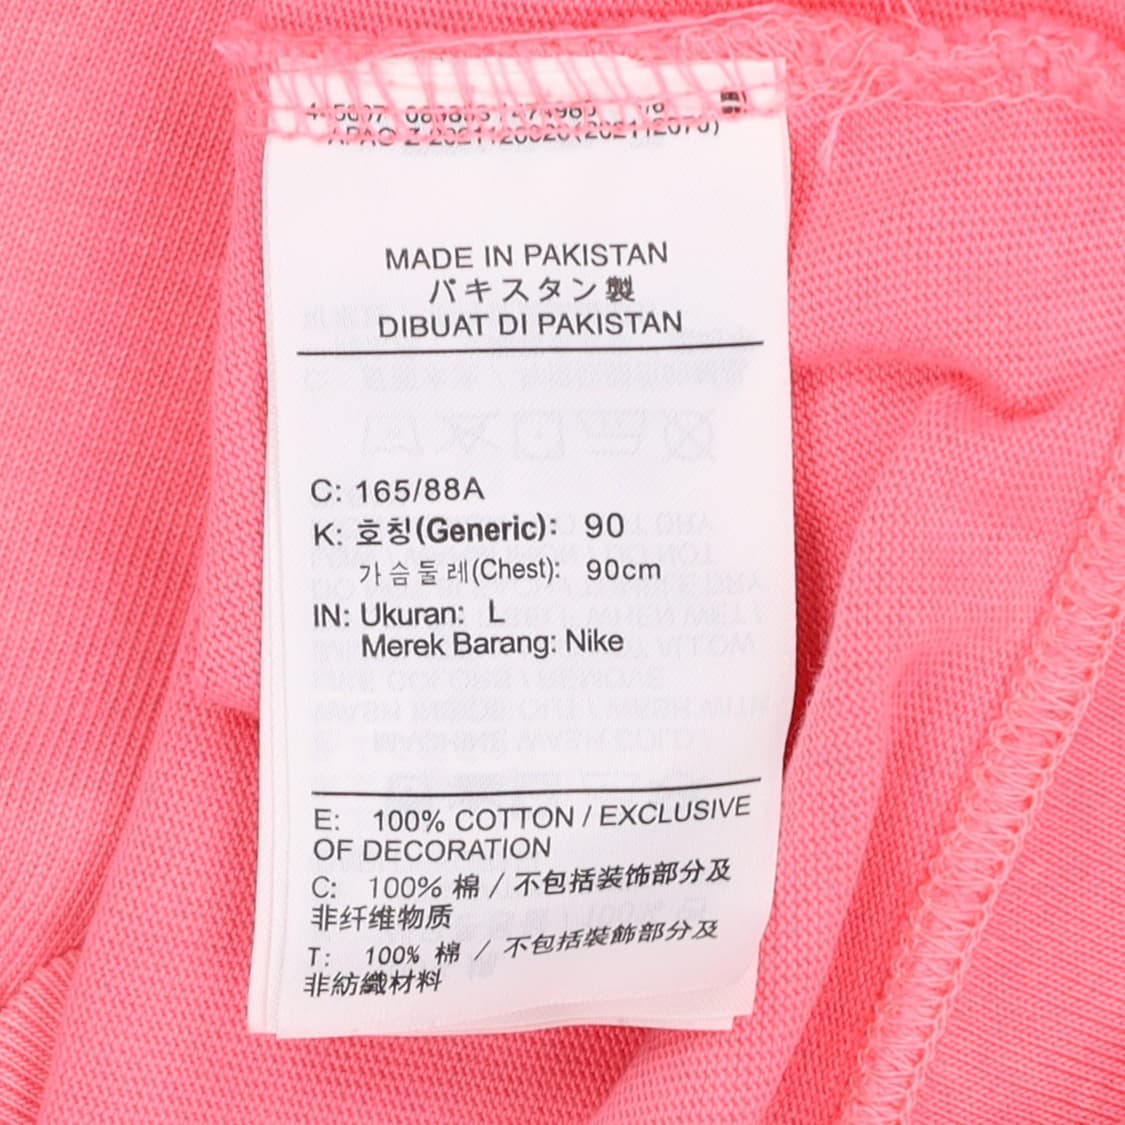 MADE IN PAKISTAN
パキスタン製
DIBUAT DI PAKISTAN
C: 165/88A
K: 호칭(Generic): 90
가슴둘레(Chest): 90cm
IN: Ukuran: L
Merek Barang: Nike
E: 100% COTTON / EXCLUSIVE
OF DECORATION
C: 100% 棉 / 不包括装饰部分及
非纤维物质
T: 100% 棉 / 不包括裝飾部分及
非紡織材料